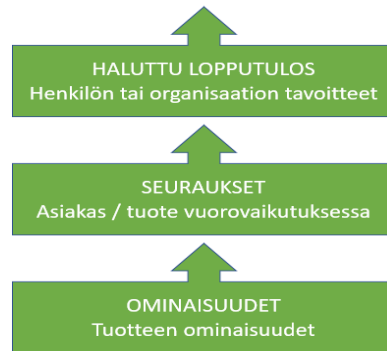 HALUTTU LOPPUTULOS
Henkilön tai organisaation tavoitteet
SEURAUKSET
Asiakas / tuote vuorovaikutuksessa
OMINAISUUDET
Tuotteen ominaisuudet